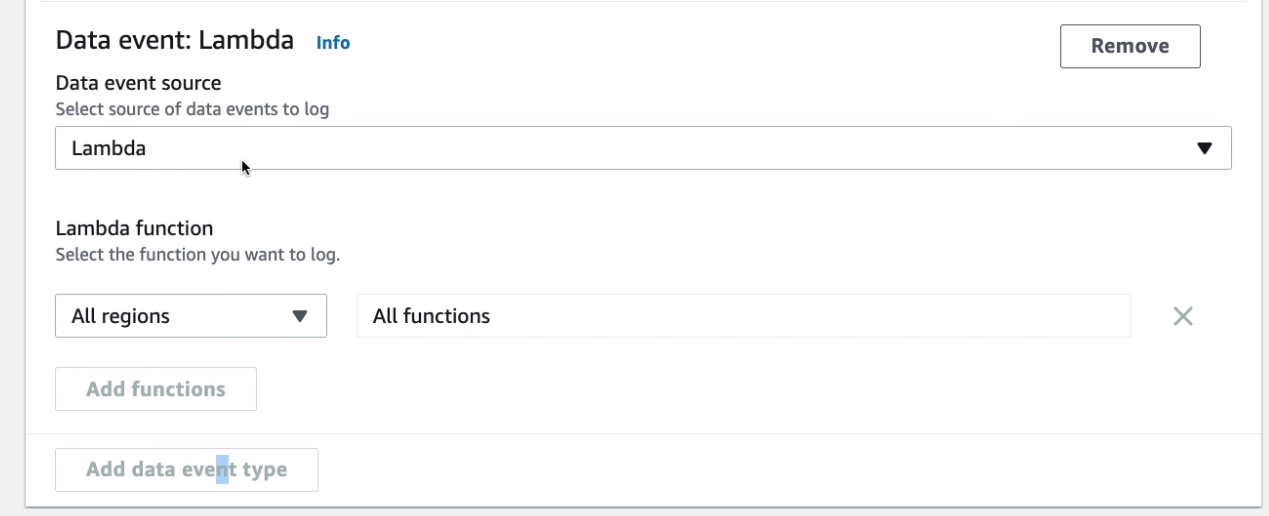 Data event: Lambda Info
Remove
Data event source
Select source of data events to log
Lambda
Lambda function
Select the function you want to log.
All regions
All functions
Add functions
Add data event type